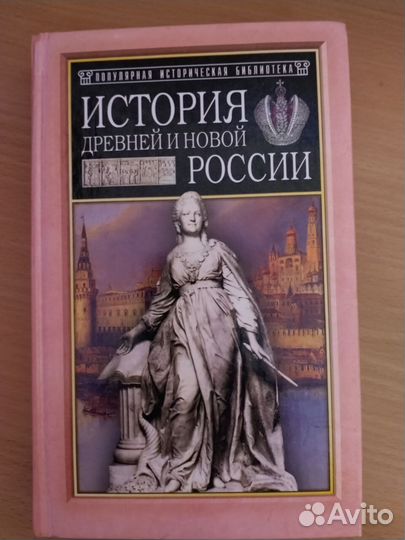 ПОПУЛЯРНАЯ ИСТОРИЧЕСКАЯ БИБЛИОТЕКА
ИСТОРИЯ
ДРЕВНЕЙ И НОВОЙ
РОССИИ
Avito